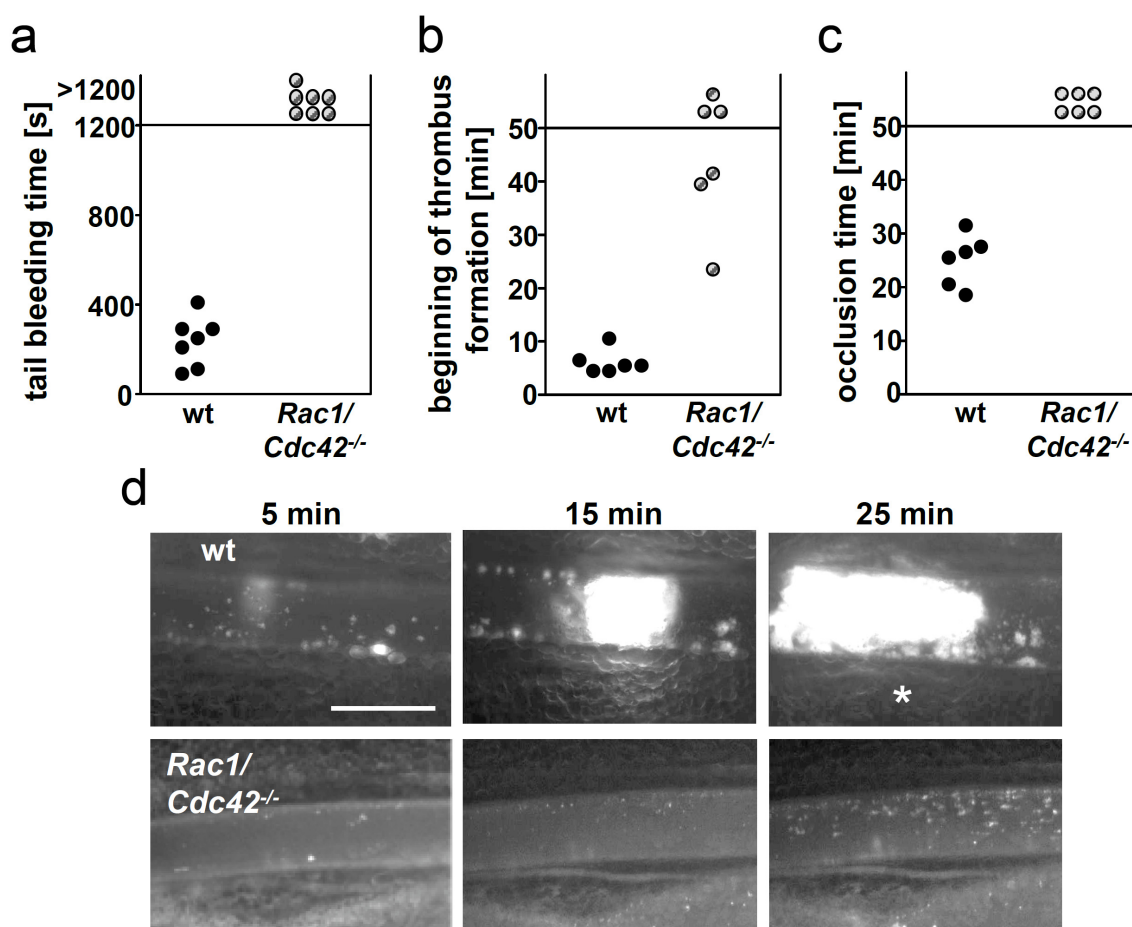 a
tail bleeding time [s]
>1200
1200
800
400
0
wt
Rac1/
Cdc42-/-
b
beginning of thrombus
formation [min]
50
40
30
20
10
0
wt
Rac1/
Cdc42-/-
c
occlusion time [min]
50
40
30
20
10
0
wt
Rac1/
Cdc42-/-
d
5 min
15 min
25 min
wt
*
Rac1/
Cdc42-/-